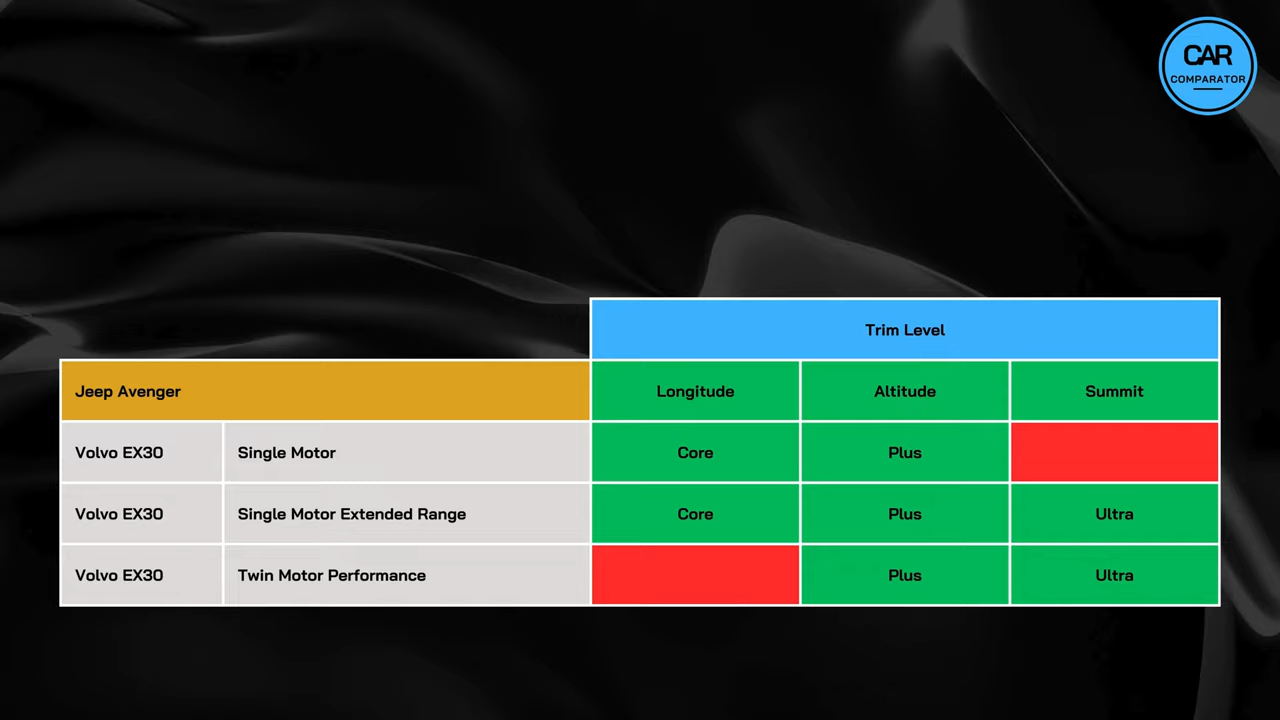 CAR
COMPARATOR
Trim Level
Jeep Avenger Longitude Altitude Summit
Volvo EX30 Single Motor Core Plus
Volvo EX30 Single Motor Extended Range Core Plus Ultra
Volvo EX30 Twin Motor Performance Plus Ultra